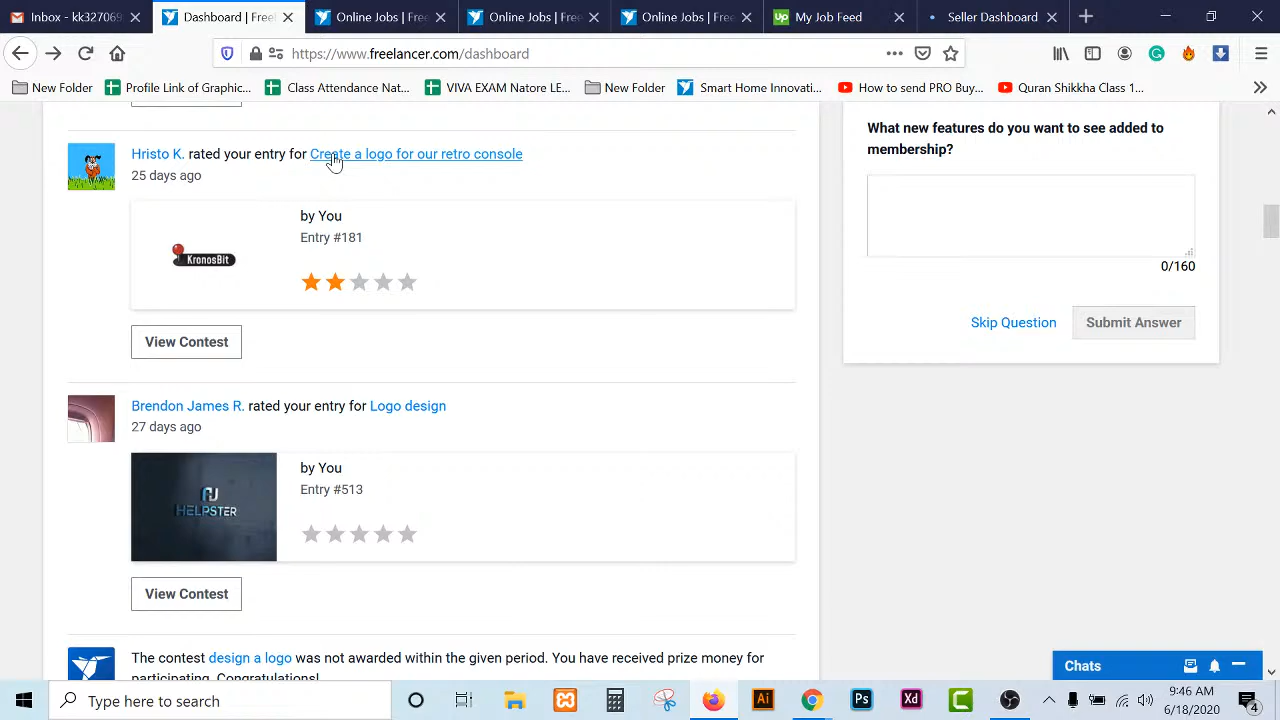 Inbox - kk327069
Dashboard | Free
Online Jobs | Free
Online Jobs | Free
Online Jobs | Free
Up My Job Feed
Seller Dashboard
https://www.freelancer.com/dashboard
New Folder
Profile Link of Graphic...
Class Attendance Nat...
VIVA EXAM Natore LE...
New Folder
Smart Home Innovati...
How to send PRO Buy...
Quran Shikkha Class 1...
Hristo K. rated your entry for Create a logo for our retro console
25 days ago
by You
Entry #181
KronosBit
View Contest
Brendon James R. rated your entry for Logo design
27 days ago
by You
Entry #513
HELPSTER
View Contest
The contest design a logo was not awarded within the given period. You have received prize money for
participating. Congratulations!
What new features do you want to see added to
membership?
0/160
Skip Question
Submit Answer
Chats
Type here to search
Ai
Ps
Xd
9:46 AM
6/18/2020
4